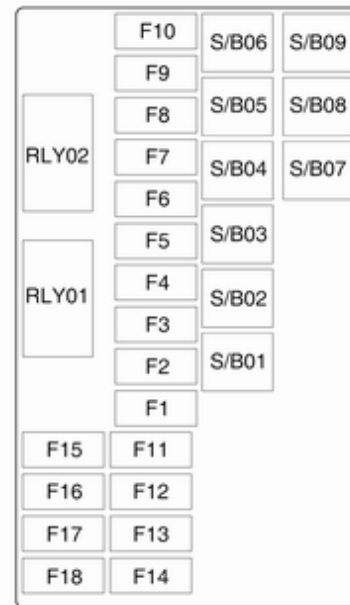 F10 S/B06 S/B09
F9
F8 S/B05 S/B08
RLY02 F7 S/B04 S/B07
F6
F5 S/B03
RLY01 F4 S/B02
F3
F2 S/B01
F1
F15 F11
F16 F12
F17 F13
F18 F14